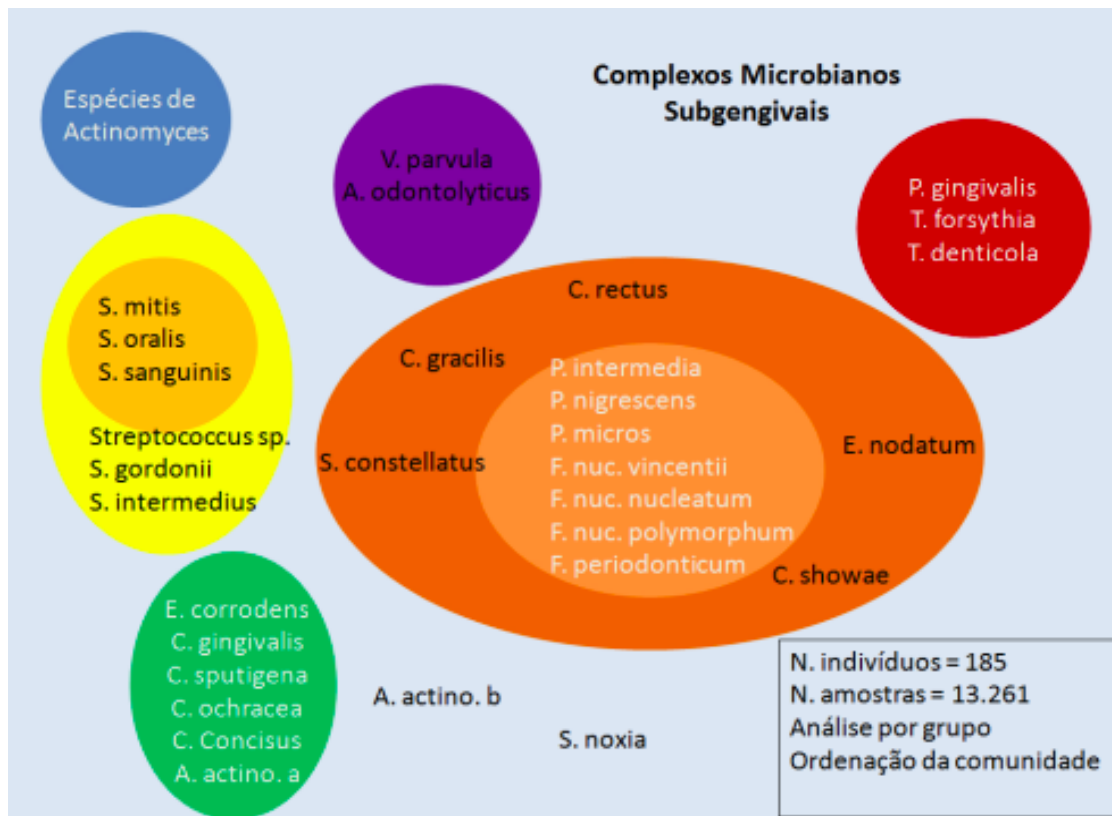 Complexos Microbianos
Subgengivais
Espécies de
Actinomyces
V. parvula
A. odontolyticus
P. gingivalis
T. forsythia
T. denticola
S. mitis
S. oralis
S. sanguinis
Streptococcus sp.
S. gordonii
S. intermedius
C. rectus
C. gracilis
S. constellatus
P. intermedia
P. nigrescens
P. micros
F. nuc. vincentii
F. nuc. nucleatum
F. nuc. polymorphum
F. periodonticum
E. nodatum
C. showae
E. corrodens
C. gingivalis
C. sputigena
C. ochracea
C. Concisus
A. actino. a
A. actino. b
S. noxia
N. indivíduos = 185
N. amostras = 13.261
Análise por grupo
Ordenação da comunidade